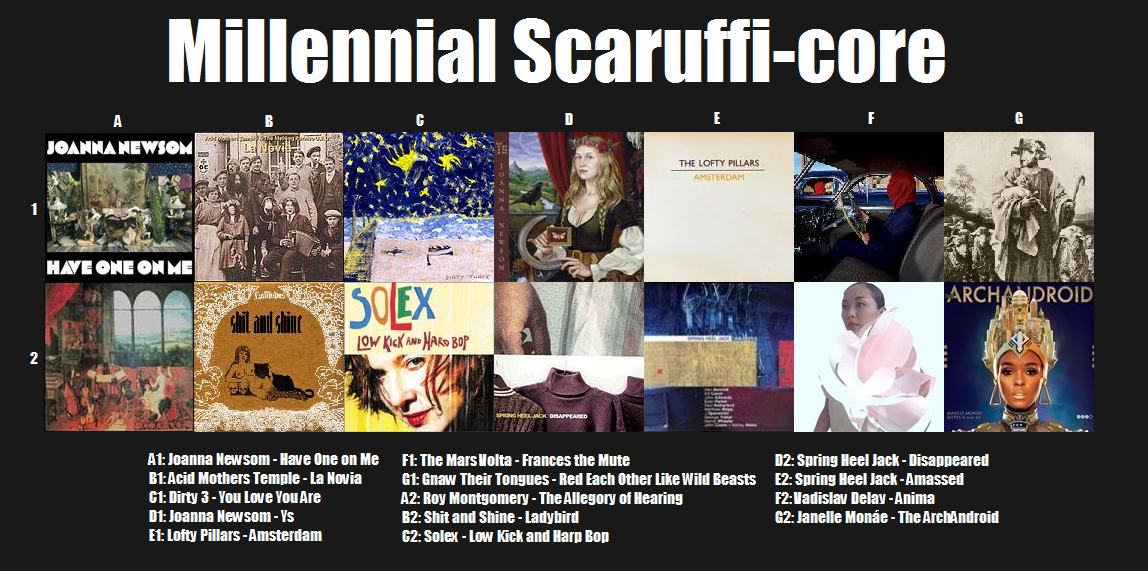 Millennial Scaruffi-core
A B C D E F G
1
JOANNA NEWSOM
HAVE ONE ON ME
La Novia
DIRTY THREE
YS
JOANNA NEWSOM
THE LOFTY PILLARS
AMSTERDAM
2
shit and shine
SOLEX
LOW KICK AND HARD BOP
SPRING HEEL JACK DISAPPEARED
SPRING HEEL JACK
ARCHANDROID
A1: Joanna Newsom - Have One on Me
B1: Acid Mothers Temple - La Novia
C1: Dirty 3 - You Love You Are
D1: Joanna Newsom - Ys
E1: Lofty Pillars - Amsterdam
F1: The Mars Volta - Frances the Mute
G1: Gnaw Their Tongues - Red Each Other Like Wild Beasts
A2: Roy Montgomery - The Allegory of Hearing
B2: Shit and Shine - Ladybird
C2: Solex - Low Kick and Harp Bop
D2: Spring Heel Jack - Disappeared
E2: Spring Heel Jack - Amassed
F2: Vadislav Delay - Anima
G2: Janelle Monáe - The ArchAndroid